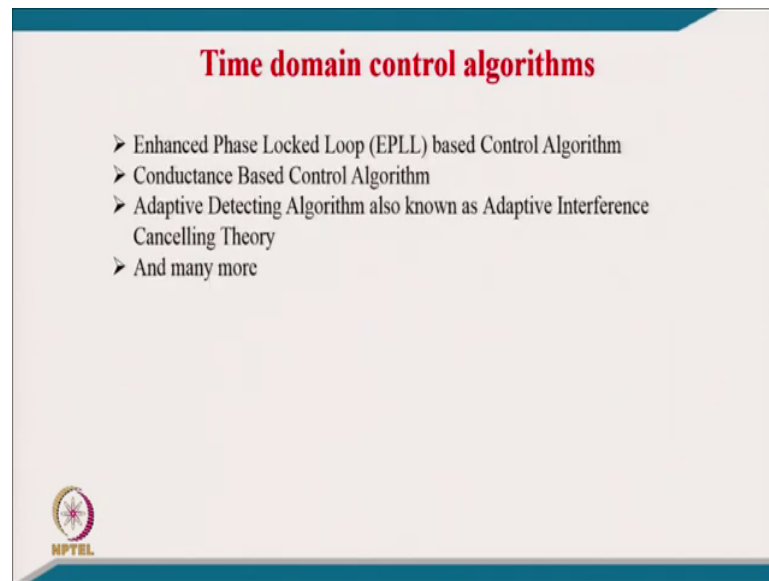 Time domain control algorithms
➢ Enhanced Phase Locked Loop (EPLL) based Control Algorithm
➢ Conductance Based Control Algorithm
➢ Adaptive Detecting Algorithm also known as Adaptive Interference
Cancelling Theory
➢ And many more
NPTEL